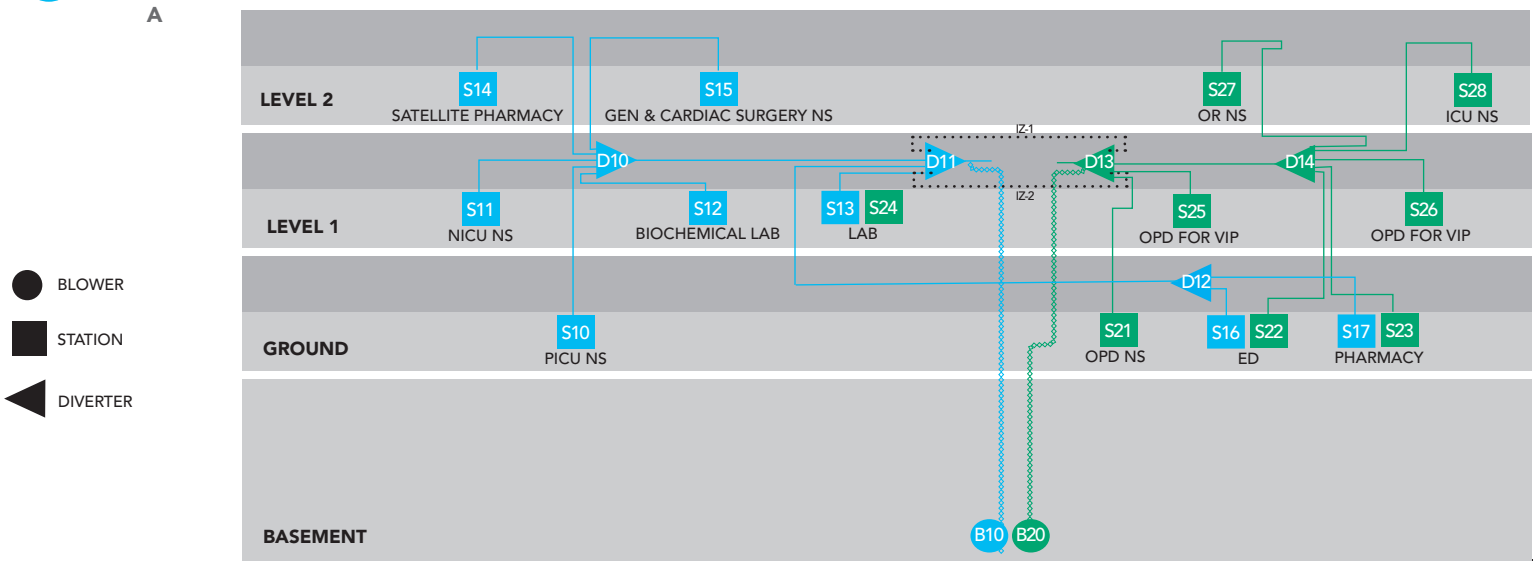 A
S14
S15
S27
S28
LEVEL 2
SATELLITE PHARMACY
GEN & CARDIAC SURGERY NS
OR NS
ICU NS
IZ-1
D10
D11
D13
D14
IZ-2
S11
S12
S13
S24
S25
S26
LEVEL 1
NICU NS
BIOCHEMICAL LAB
LAB
OPD FOR VIP
OPD FOR VIP
BLOWER
D12
STATION
S10
S21
S16
S22
S17
S23
GROUND
PICU NS
OPD NS
ED
PHARMACY
DIVERTER
BASEMENT
B10
B20